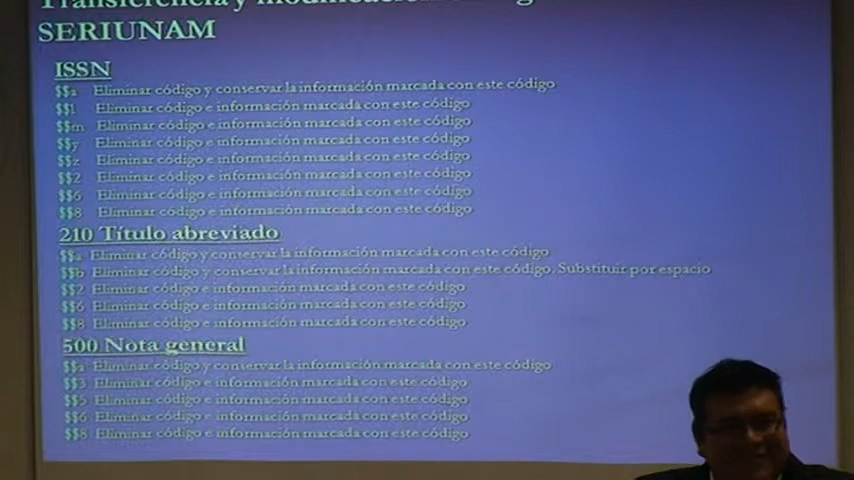 Transferencia y
SERIUNAM
ISSN
$$a Eliminar código y conservar la información marcada con este código
$$l Eliminar código e información marcada con este código
$$m Eliminar código e información marcada con este código
$$y Eliminar código e información marcada con este código
$$z Eliminar código e información marcada con este código
$$2 Eliminar código e información marcada con este código
$$6 Eliminar código e información marcada con este código
$$8 Eliminar código e información marcada con este código
210 Título abreviado
$$a Eliminar código y conservar la información marcada con este código
$$b Eliminar código y conservar la información marcada con este código. Substituir por espacio
$$2 Eliminar código e información marcada con este código
$$6 Eliminar código e información marcada con este código
$$8 Eliminar código e información marcada con este código
500 Nota general
$$a Eliminar código y conservar la información marcada con este código
$$3 Eliminar código e información marcada con este código
$$5 Eliminar código e información marcada con este código
$$6 Eliminar código e información marcada con este código
$$8 Eliminar código e información marcada con este código